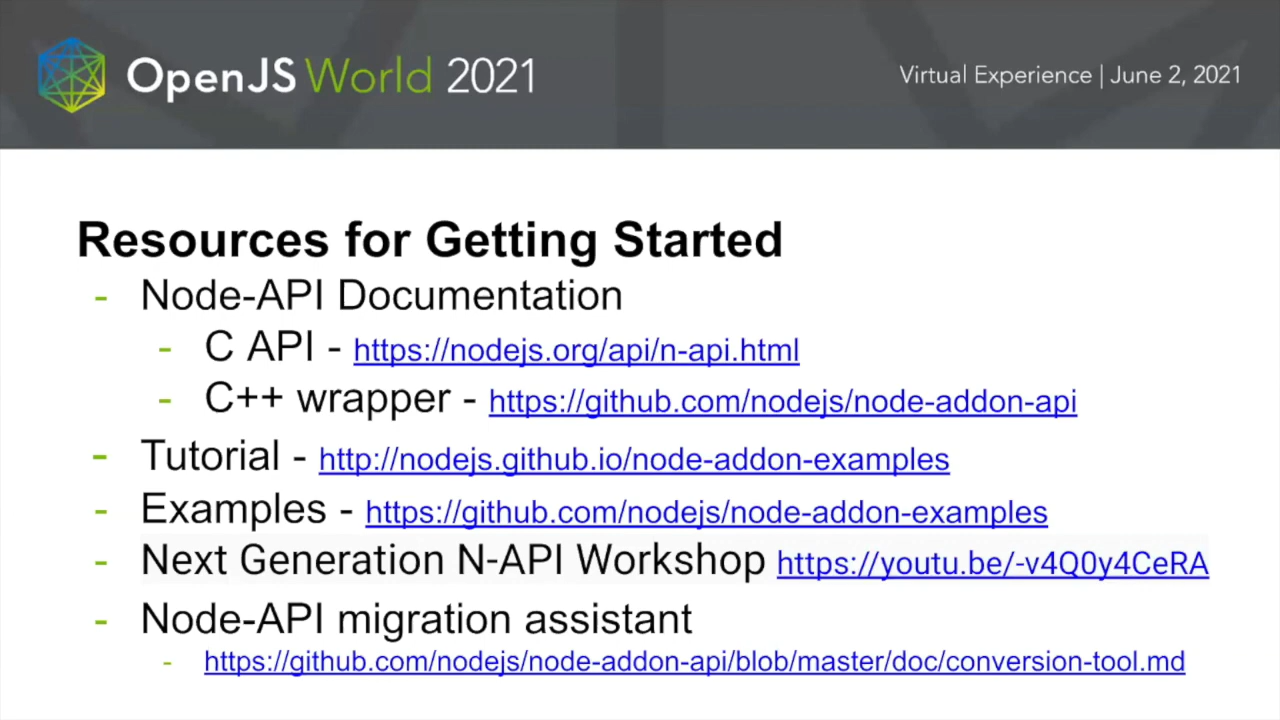 OpenJS World 2021
Virtual Experience | June 2, 2021
Resources for Getting Started
- Node-API Documentation
- C API - https://nodejs.org/api/n-api.html
- C++ wrapper - https://github.com/nodejs/node-addon-api
- Tutorial - http://nodejs.github.io/node-addon-examples
- Examples - https://github.com/nodejs/node-addon-examples
- Next Generation N-API Workshop https://youtu.be/-v4Q0y4CeRA
- Node-API migration assistant
- https://github.com/nodejs/node-addon-api/blob/master/doc/conversion-tool.md